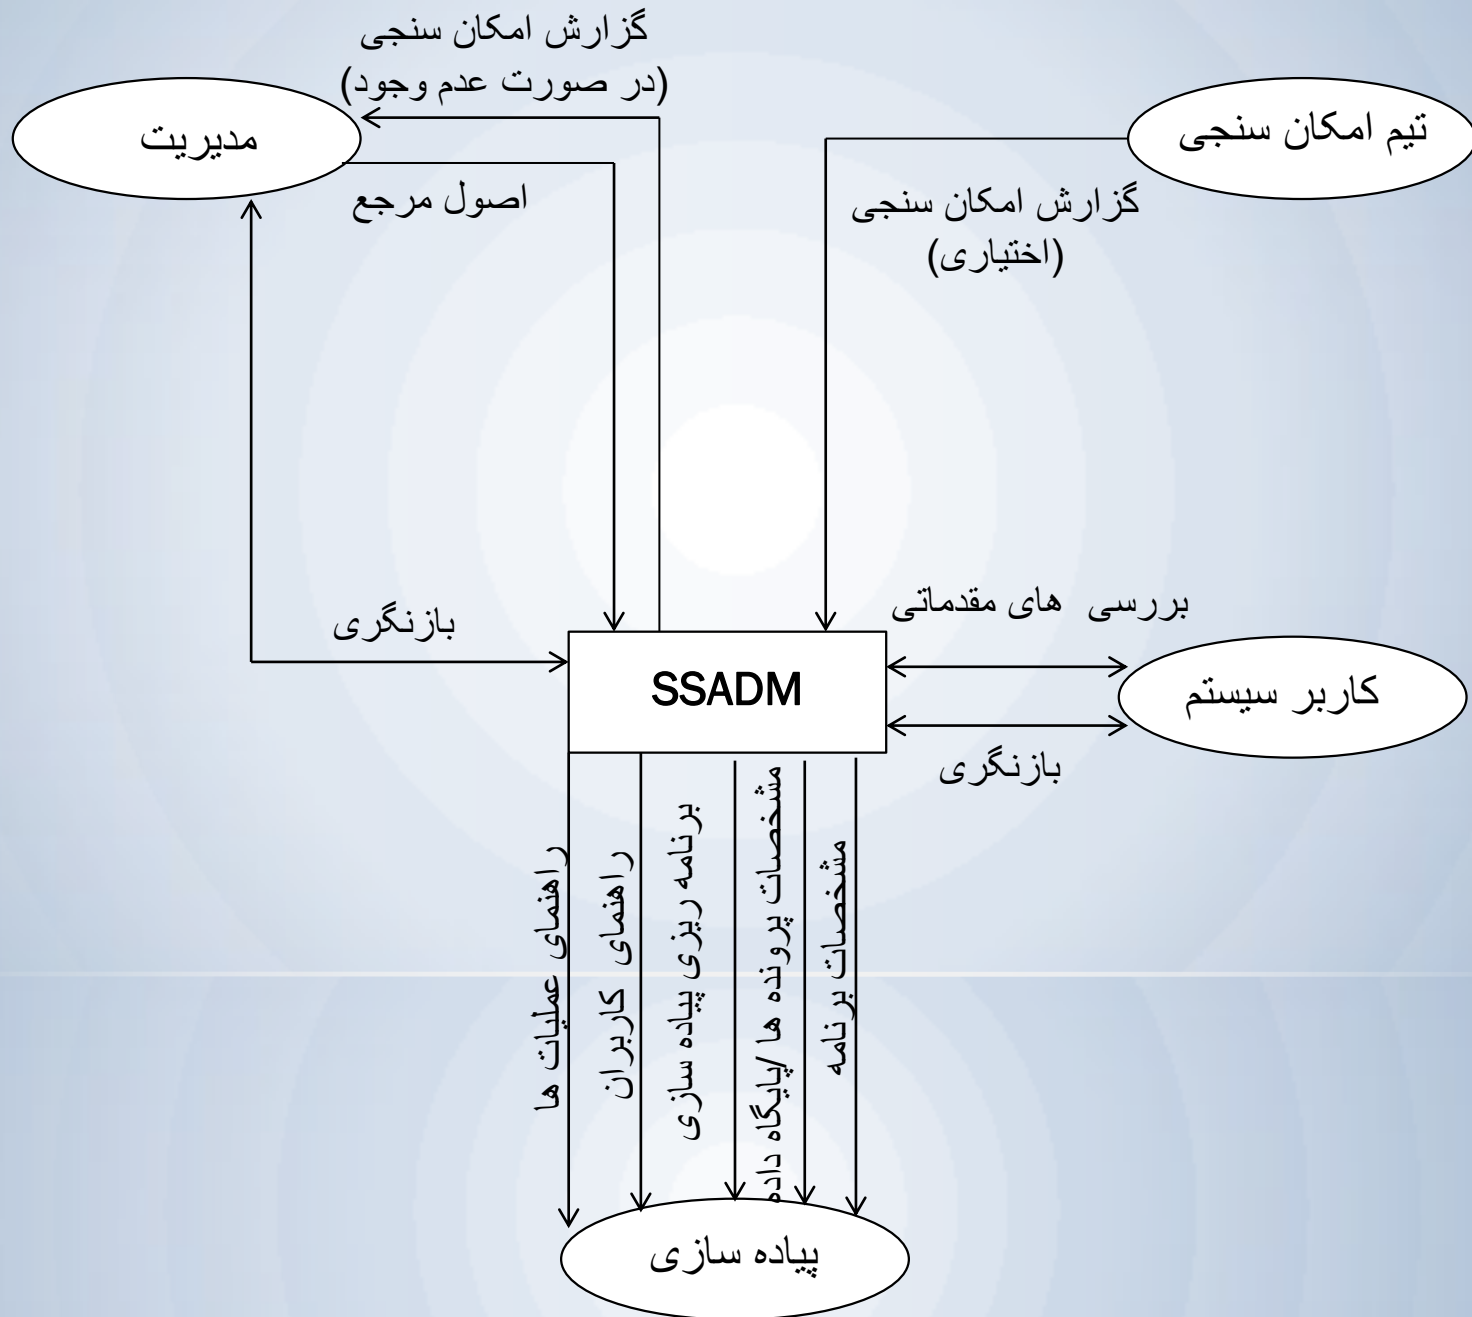 گزارش امکان سنجی
(در صورت عدم وجود)
مدیریت
تیم امکان سنجی
اصول مرجع
گزارش امکان سنجی
(اختیاری)
بررسی های مقدماتی
بازنگری
SSADM
کاربر سیستم
بازنگری
مشخصات برنامه
مشخصات پرونده ها /پایگاه داده
برنامه ریزی پیاده سازی
راهنمای کاربران
راهنمای عملیات ها
پیاده سازی